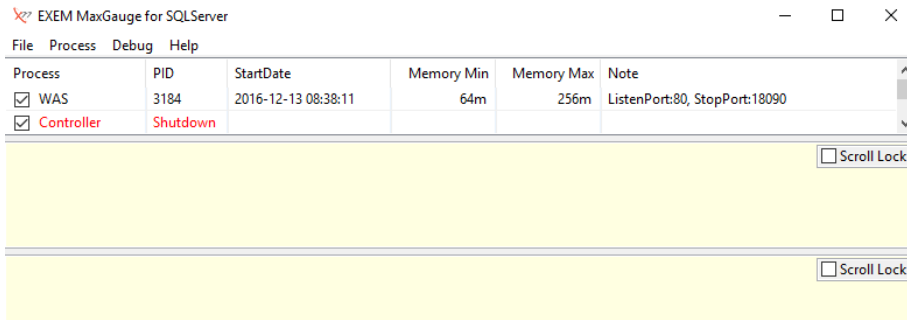 EXEM MaxGauge for SQLServer
File Process Debug Help
Process PID StartDate Memory Min Memory Max Note
WAS 3184 2016-12-13 08:38:11 64m 256m ListenPort:80, StopPort:18090
Controller Shutdown
Scroll Lock
Scroll Lock